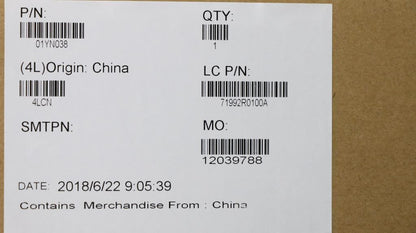 P/N: QTY:
01YN038 1
(4L)Origin: China LC P/N:
4LCN 71992R0100A
SMTPN: MO:
12039788
DATE: 2018/6/22 9:05:39
Contains Merchandise From : China